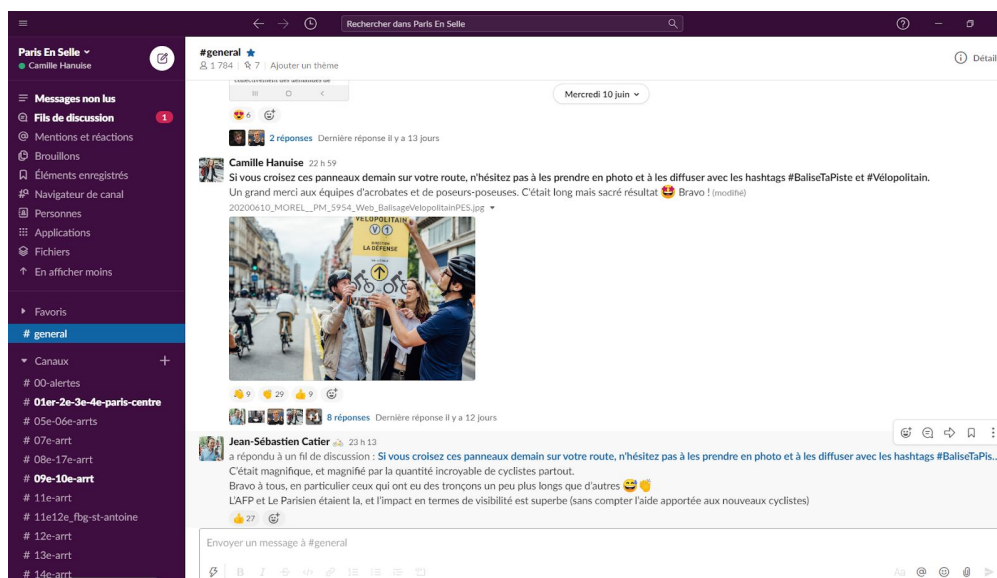 Rechercher dans Paris En Selle
Paris En Selle
Camille Hanuise
Messages non lus
Fils de discussion 1
Mentions et réactions
Brouillons
Éléments enregistrés
Navigateur de canal
Personnes
Applications
Fichiers
En afficher moins
Favoris
# general
Canaux
# 00-alertes
# 01er-2e-3e-4e-paris-centre
# 05e-06e-arrts
# 07e-arrt
# 08e-17e-arrt
# 09e-10e-arrt
# 11e-arrt
# 11e12e_fbg-st-antoine
# 12e-arrt
# 13e-arrt
# 14e-arrt
#general
1 784 | 7 | Ajouter un thème
Détail
collectivement des demandes de
Mercredi 10 juin
6
2 réponses Dernière réponse il y a 13 jours
Camille Hanuise 22 h 59
Si vous croisez ces panneaux demain sur votre route, n'hésitez pas à les prendre en photo et à les diffuser avec les hashtags #BaliseTaPiste et #Vélopolitain.
Un grand merci aux équipes d'acrobates et de poseurs-poseuses. C'était long mais sacré résultat 🤩 Bravo ! (modifié)
20200610_MOREL__PM_5954_Web_BalisageVelopolitainPES.jpg
VELOPOLITAIN
V 1
DIRECTION
LA DÉFENSE
9 29 9
+1 8 réponses Dernière réponse il y a 12 jours
Jean-Sébastien Catier 23 h 13
a répondu à un fil de discussion : Si vous croisez ces panneaux demain sur votre route, n'hésitez pas à les prendre en photo et à les diffuser avec les hashtags #BaliseTaPis...
C'était magnifique, et magnifié par la quantité incroyable de cyclistes partout.
Bravo à tous, en particulier ceux qui ont eu des tronçons un peu plus longs que d'autres 😅👏
L'AFP et Le Parisien étaient la, et l'impact en termes de visibilité est superbe (sans compter l'aide apportée aux nouveaux cyclistes)
27
Envoyer un message à #general
B I S
Aa @